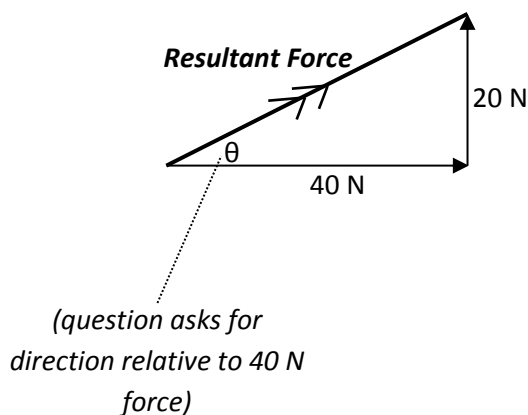 Resultant Force
20 N
θ
40 N
(question asks for
direction relative to 40 N
force)